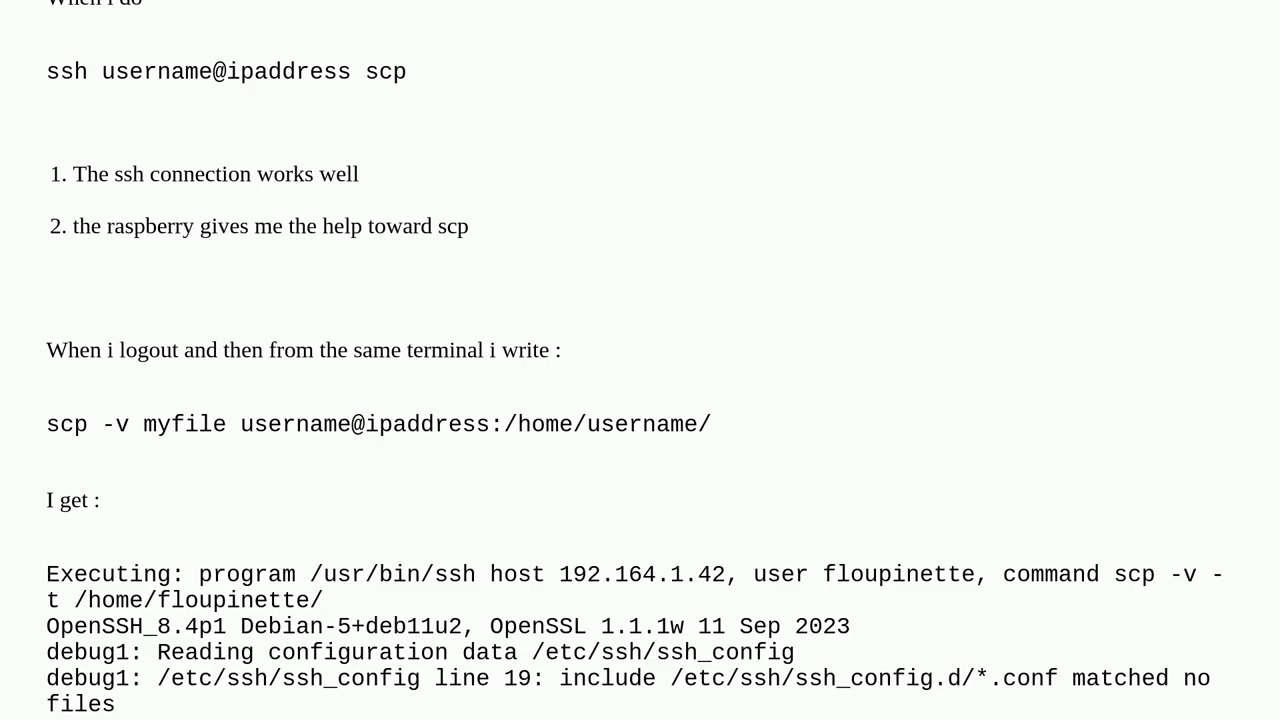 When i do
ssh username@ipaddress scp
1. The ssh connection works well
2. the raspberry gives me the help toward scp
When i logout and then from the same terminal i write :
scp -v myfile username@ipaddress:/home/username/
I get :
Executing: program /usr/bin/ssh host 192.164.1.42, user floupinette, command scp -v -
t /home/floupinette/
OpenSSH_8.4p1 Debian-5+deb11u2, OpenSSL 1.1.1w 11 Sep 2023
debug1: Reading configuration data /etc/ssh/ssh_config
debug1: /etc/ssh/ssh_config line 19: include /etc/ssh/ssh_config.d/*.conf matched no
files